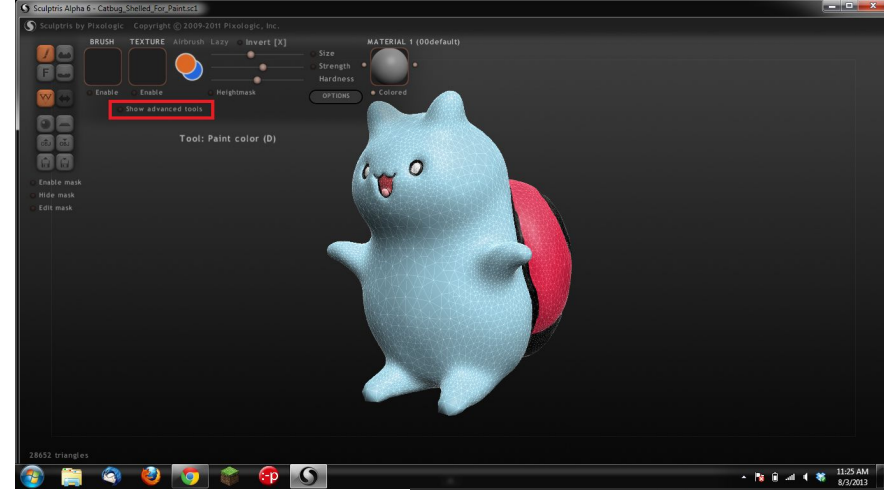 Sculptris Alpha 6 - Catbug_Shelled_For_Paint.sc1
Sculptris by Pixologic Copyright © 2009-2011 Pixologic, Inc.
BRUSH TEXTURE Airbrush Lazy Invert [X] MATERIAL 1 (00default)
Size
Strength
Hardness
Enable Enable Heightmask OPTIONS Colored
Show advanced tools
Tool: Paint color (D)
Enable mask
Hide mask
Edit mask
28652 triangles
11:25 AM
8/3/2013